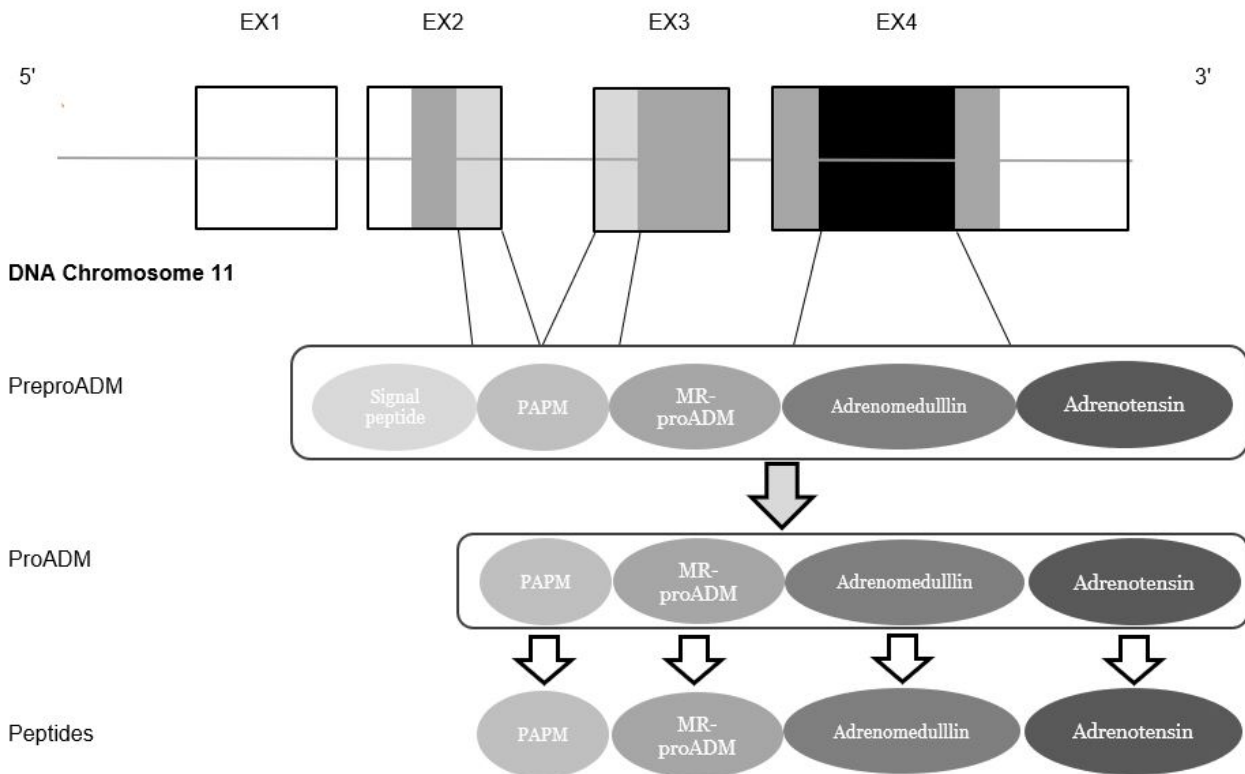 EX1 EX2 EX3 EX4
5' 3'
DNA Chromosome 11
PreproADM
Signal
peptide
PAPM
MR-
proADM
Adrenomedulllin
Adrenotensin
ProADM
PAPM
MR-
proADM
Adrenomedulllin
Adrenotensin
Peptides
PAPM
MR-
proADM
Adrenomedulllin
Adrenotensin